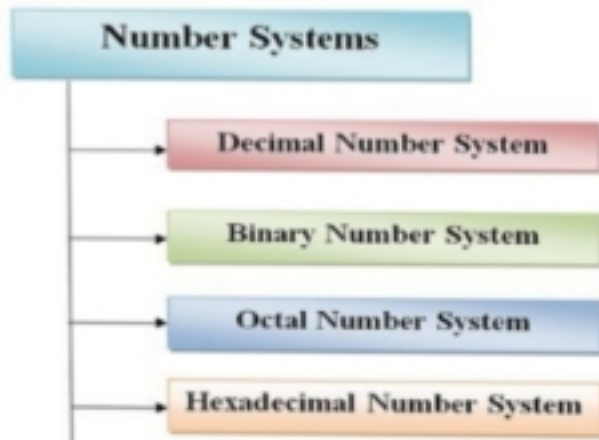 Number Systems
Decimal Number System
Binary Number System
Octal Number System
Hexadecimal Number System